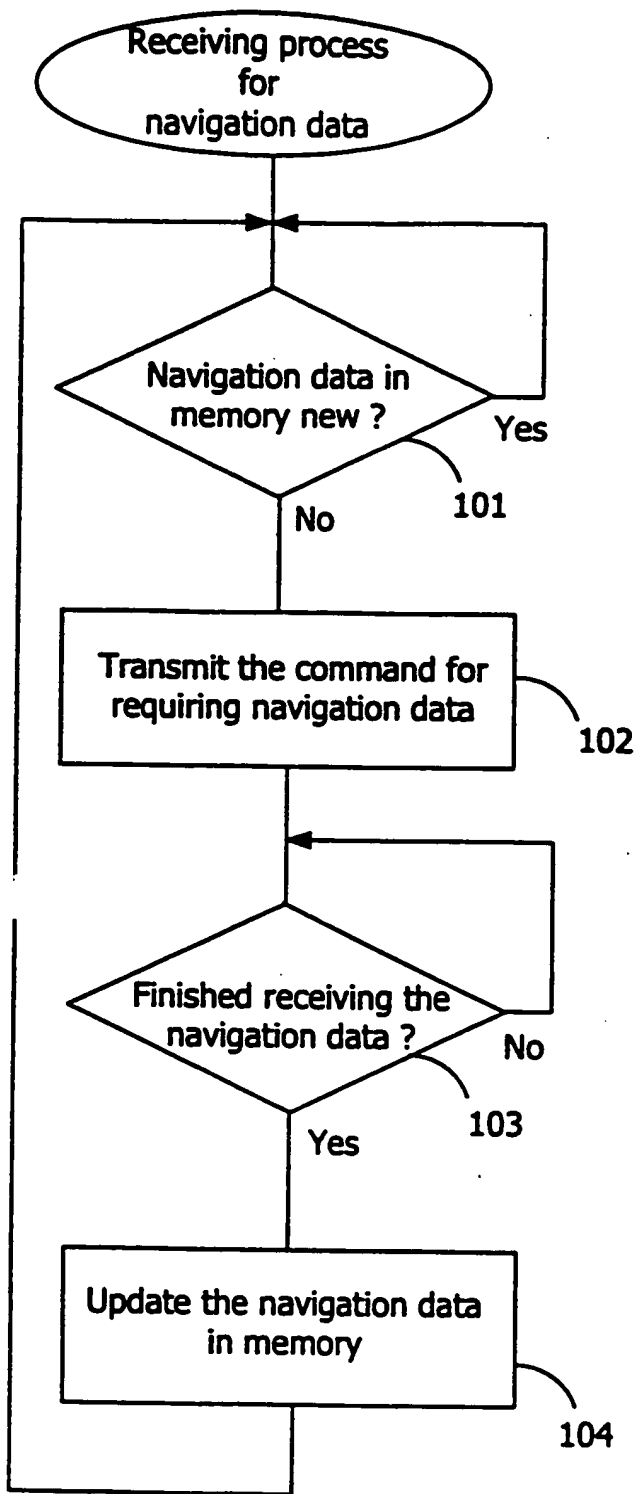 Receiving process
for
navigation data
Navigation data in
memory new ?
Yes
101
No
Transmit the command for
requiring navigation data
102
Finished receiving the
navigation data ?
No
103
Yes
Update the navigation data
in memory
104